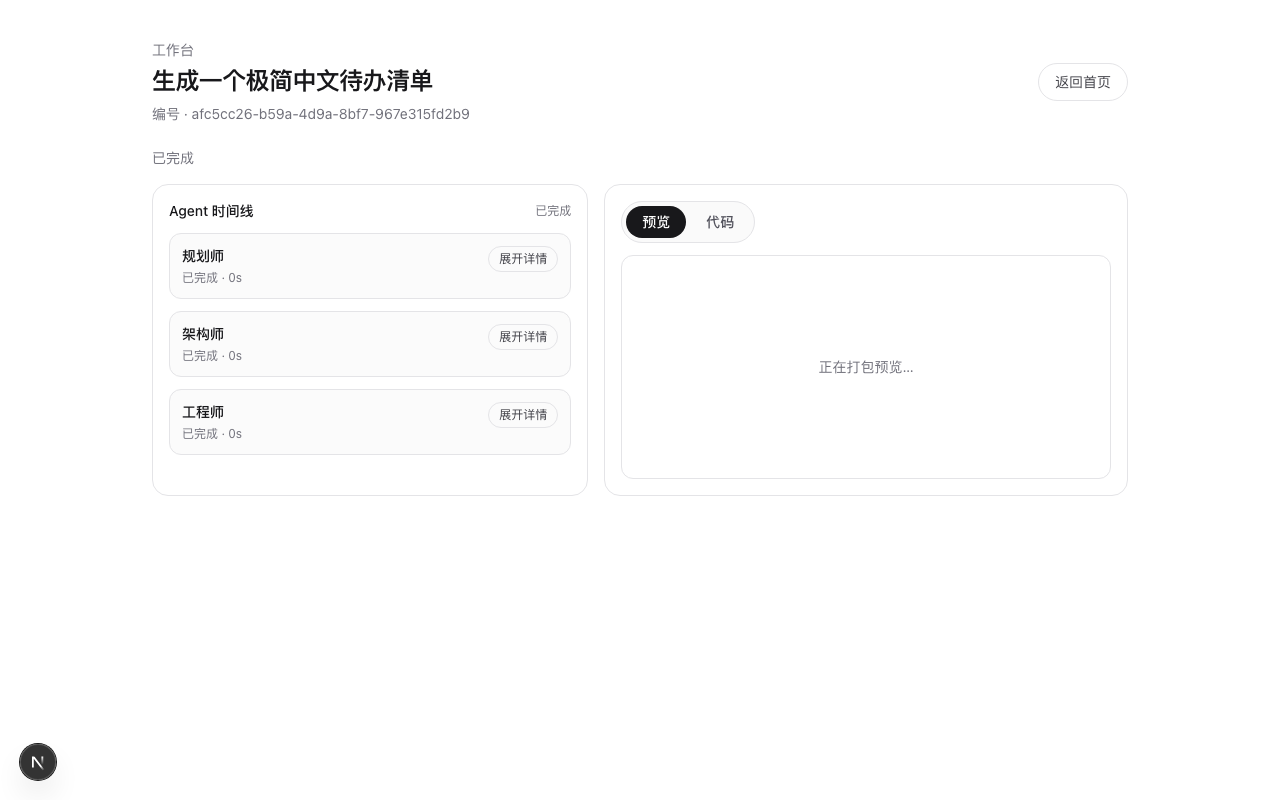 工作台
生成一个极简中文待办清单
返回首页
编号 · afc5cc26-b59a-4d9a-8bf7-967e315fd2b9
已完成
Agent 时间线
已完成
规划师
展开详情
已完成 · 0s
架构师
展开详情
已完成 · 0s
工程师
展开详情
已完成 · 0s
预览
代码
正在打包预览...
N